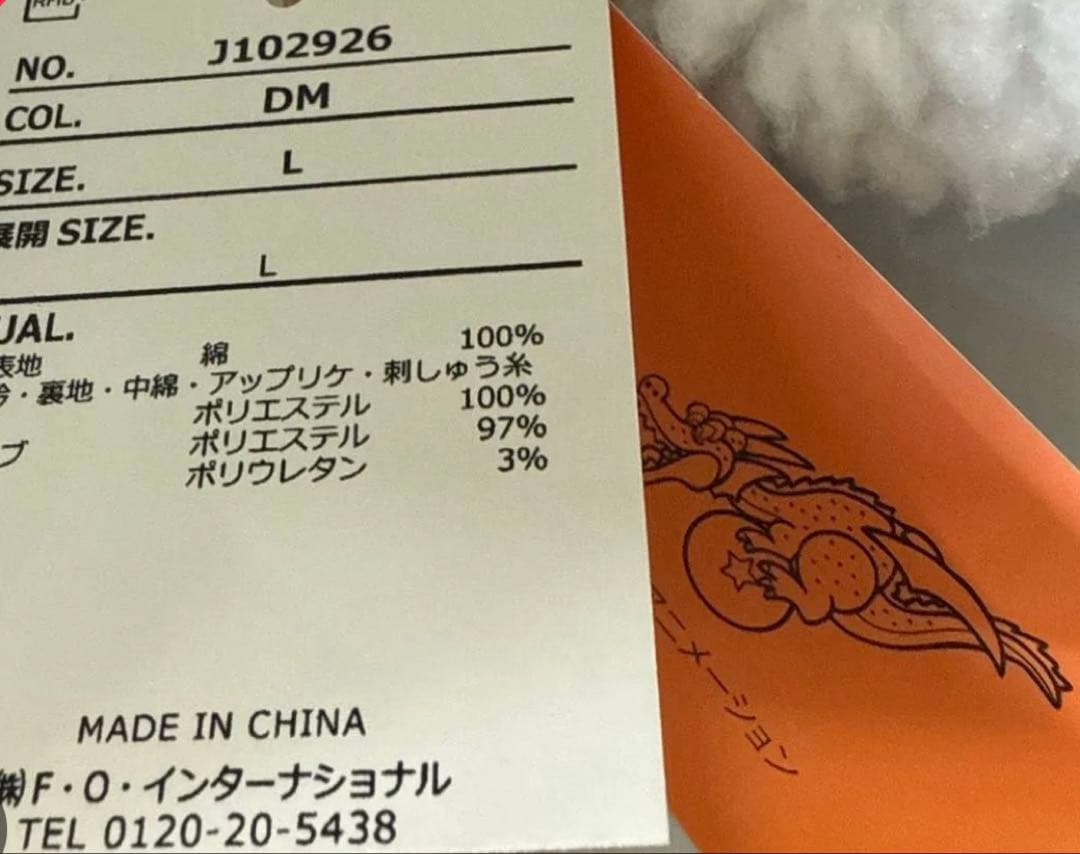 RFID
NO. J102926
COL. DM
SIZE. L
展開 SIZE.
L
UAL.
表地 綿 100%
・裏地・中綿・アップリケ・刺しゅう糸
ポリエステル 100%
ブ ポリエステル 97%
ポリウレタン 3%
MADE IN CHINA
㈱F・O・インターナショナル
TEL 0120-20-5438
アニメーション